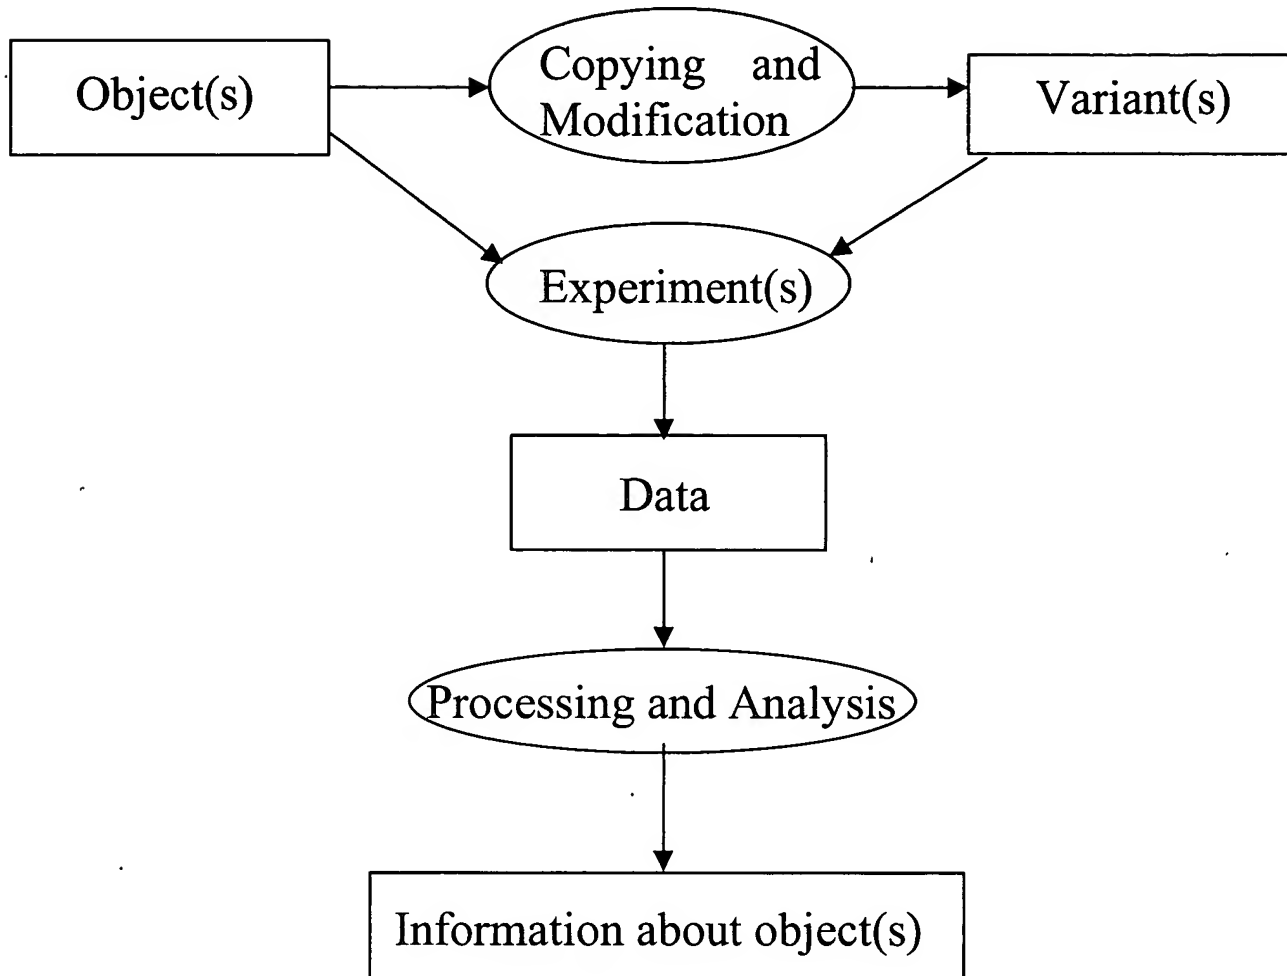 Object(s)
Copying and
Modification
Variant(s)
Experiment(s)
Data
Processing and Analysis
Information about object(s)